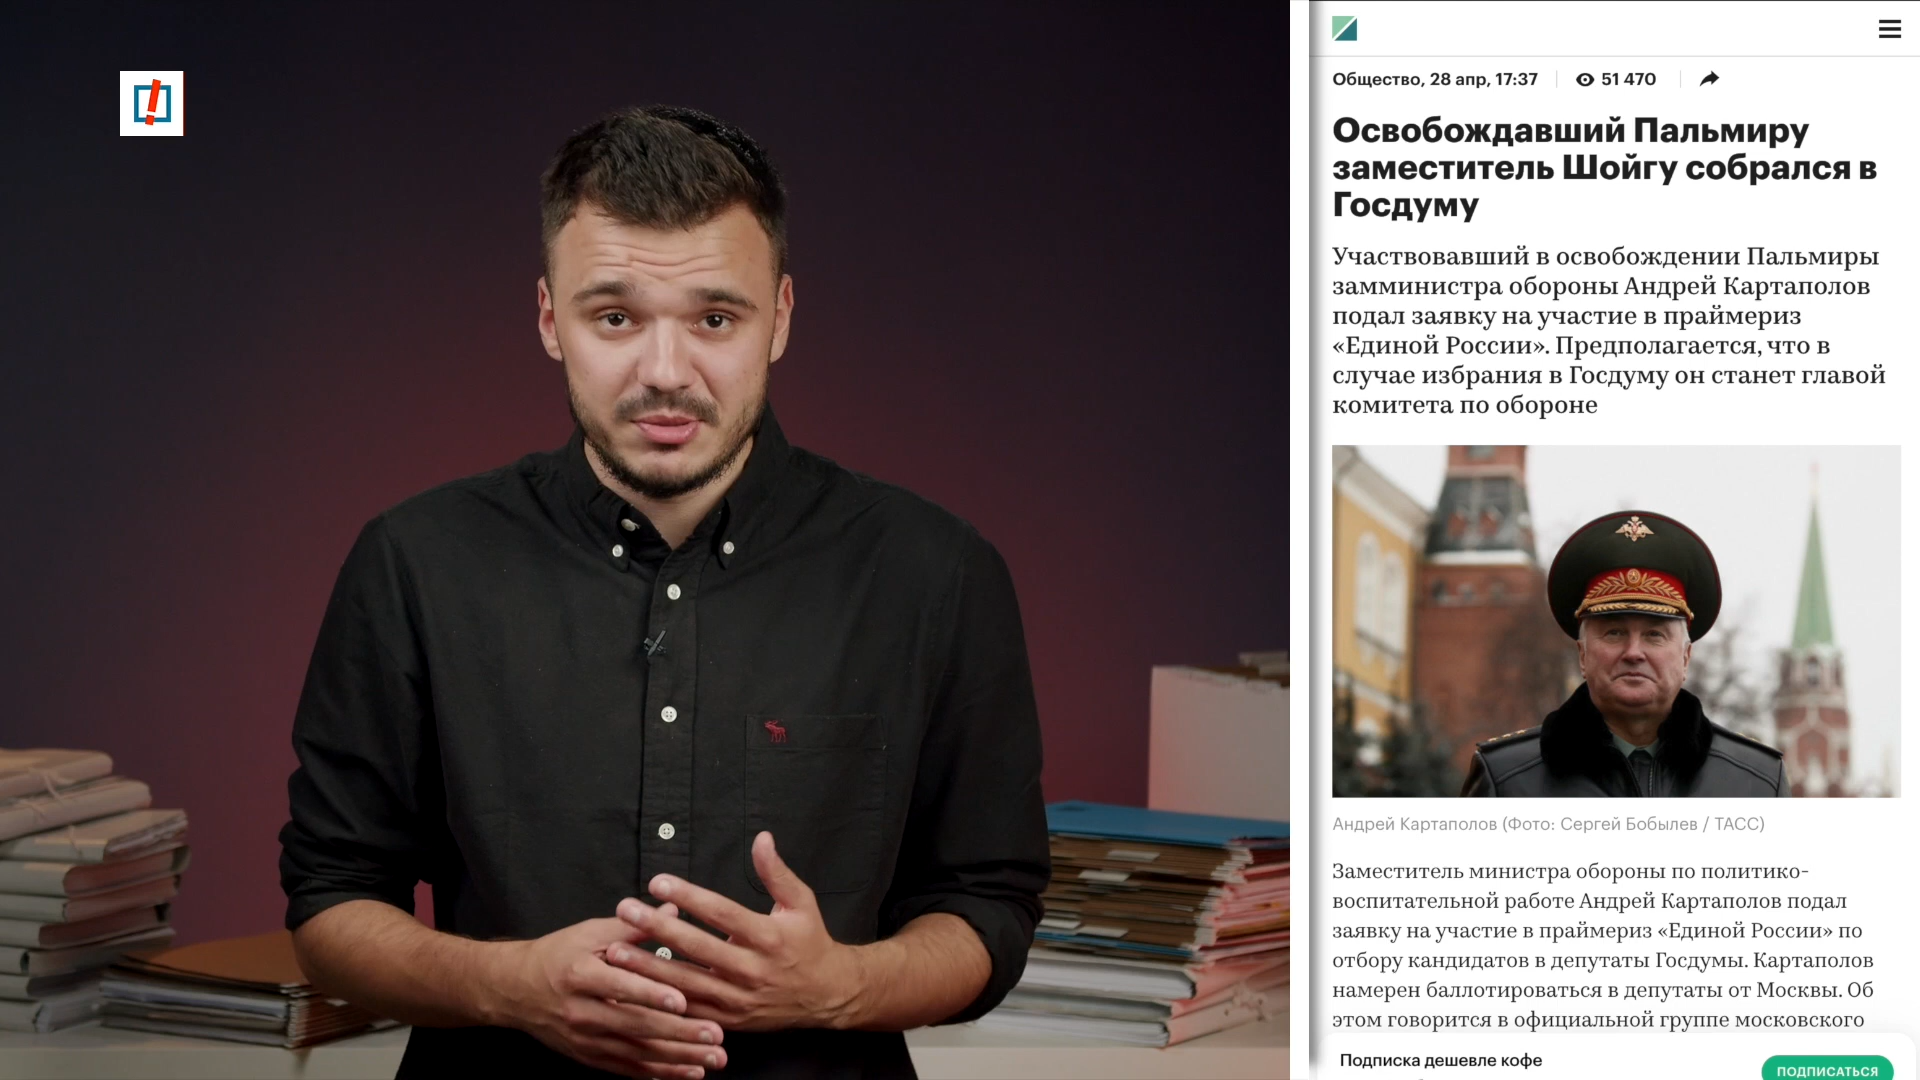 Общество, 28 апр, 17:37
51 470
Освобождавший Пальмиру
заместитель Шойгу собрался в
Госдуму
Участвовавший в освобождении Пальмиры
замминистра обороны Андрей Картаполов
подал заявку на участие в праймериз
«Единой России». Предполагается, что в
случае избрания в Госдуму он станет главой
комитета по обороне
Андрей Картаполов (Фото: Сергей Бобылев / ТАСС)
Заместитель министра обороны по политико-
воспитательной работе Андрей Картаполов подал
заявку на участие в праймериз «Единой России» по
отбору кандидатов в депутаты Госдумы. Картаполов
намерен баллотироваться в депутаты от Москвы. Об
этом говорится в официальной группе московского
Подписка дешевле кофе
ПОДПИСАТЬСЯ